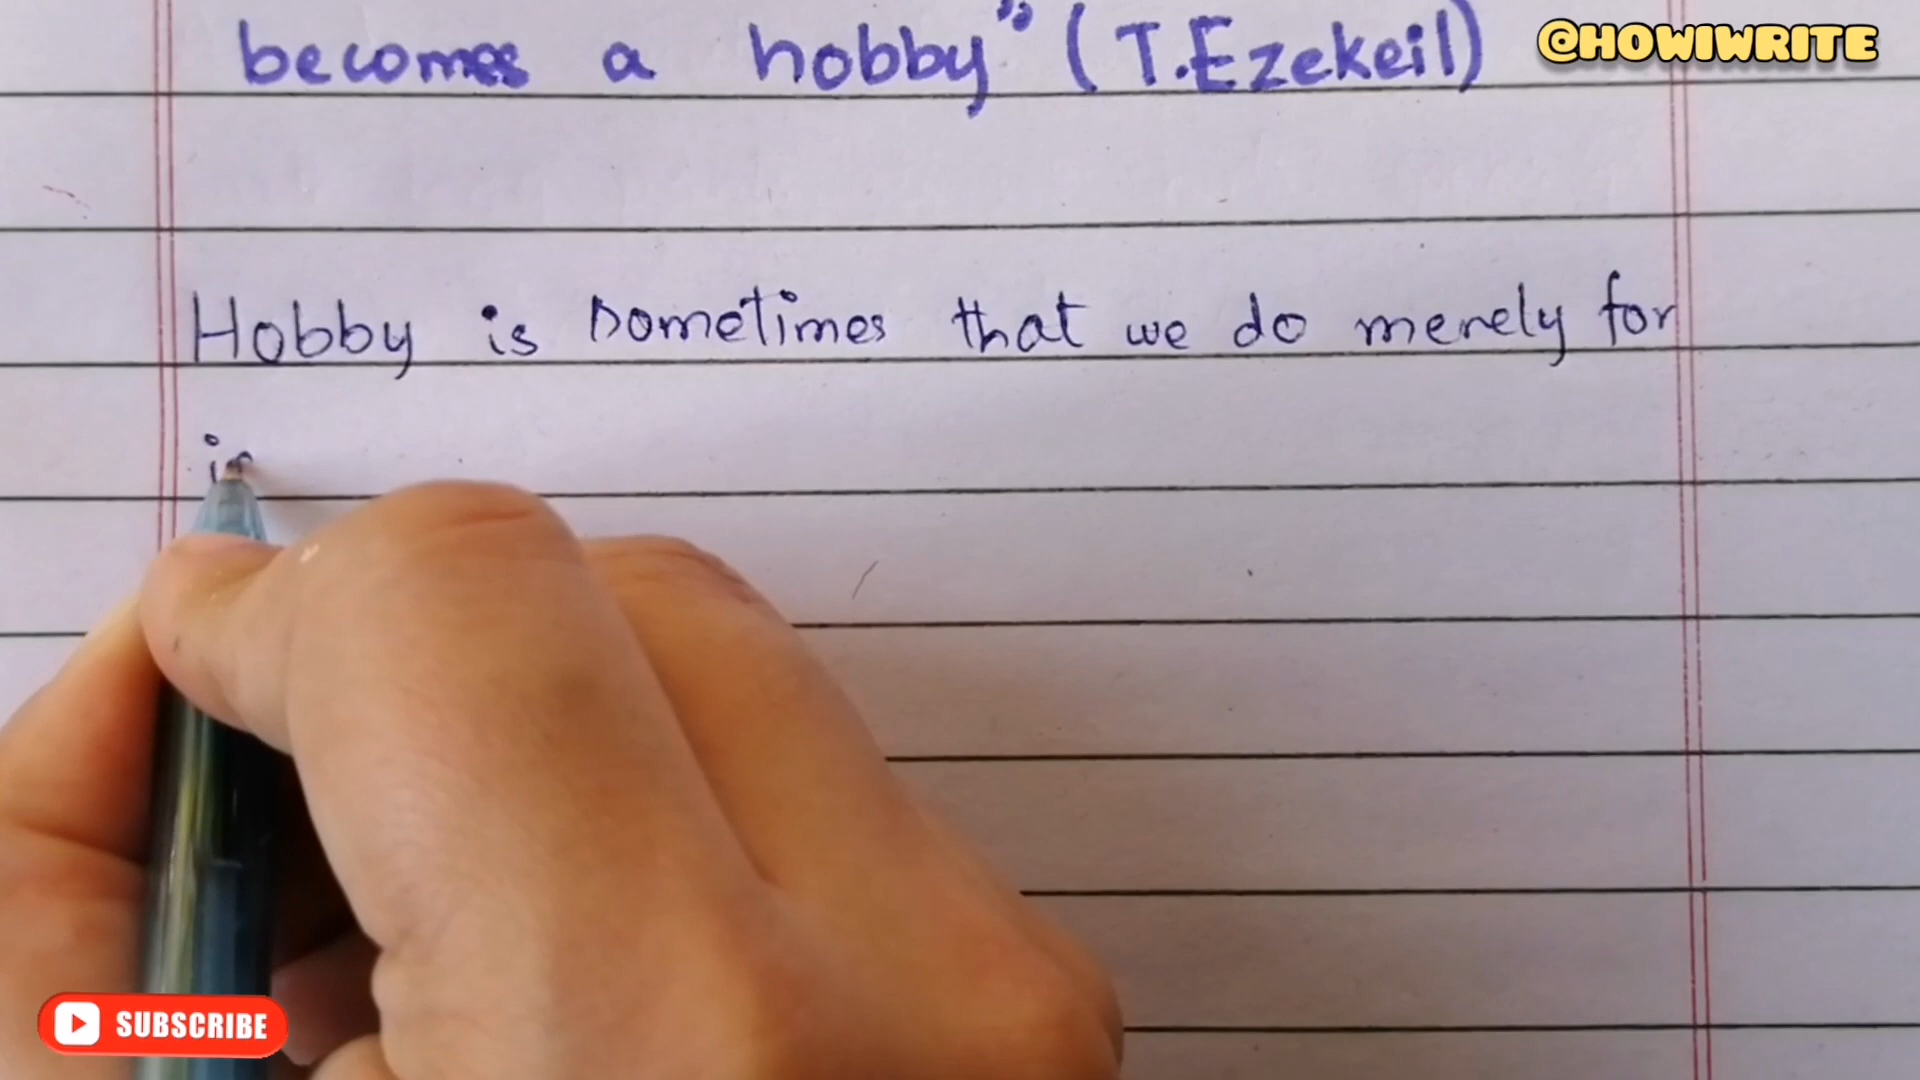 becomes a hobby" (T.Ezekeil)
@HOWIWRITE
Hobby is sometimes that we do merely for
SUBSCRIBE